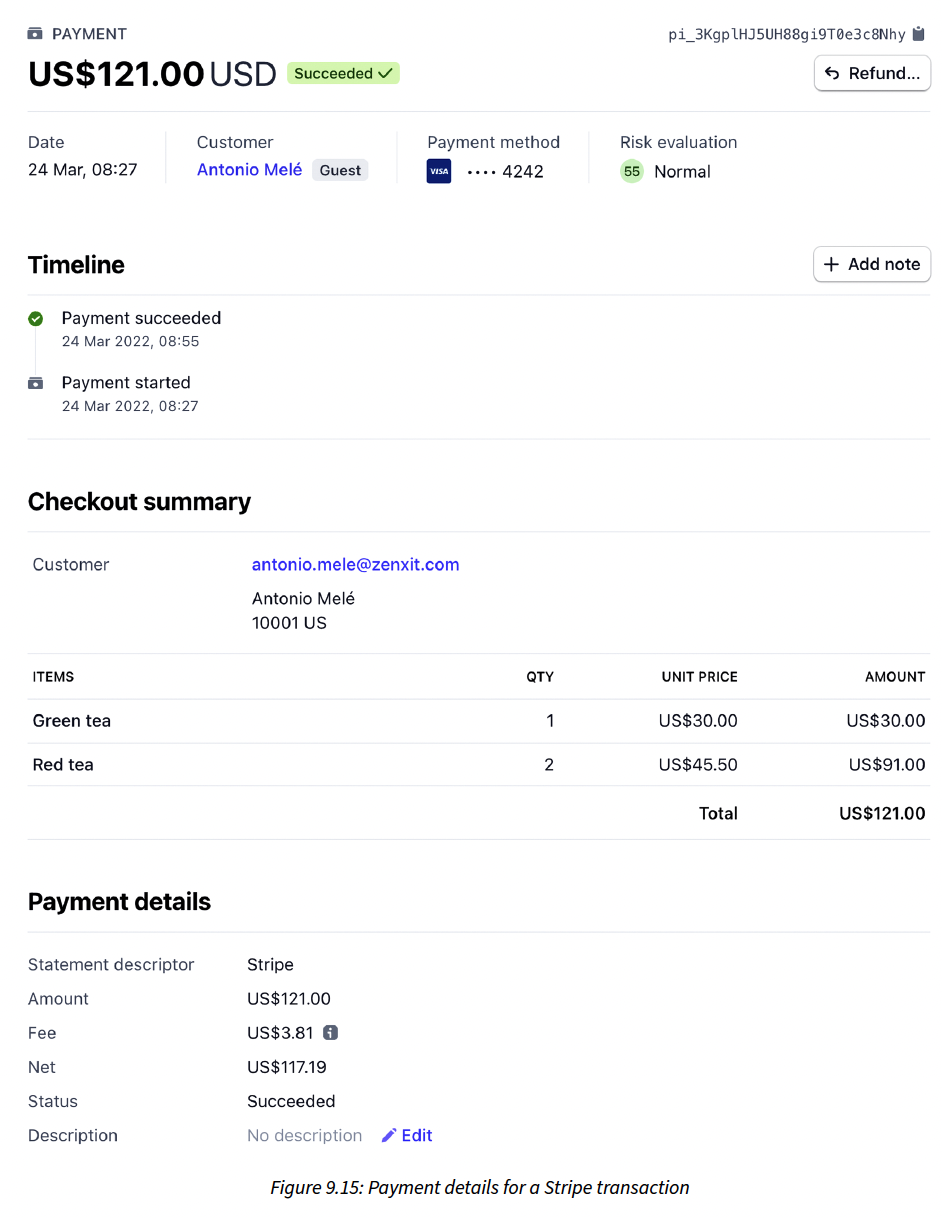 PAYMENT
pi_3KgplHJ5UH88gi9T0e3c8Nhy
US$121.00 USD Succeeded ✓
Refund...
Date
24 Mar, 08:27
Customer
Antonio Melé Guest
Payment method
VISA •••• 4242
Risk evaluation
55 Normal
Timeline
+ Add note
Payment succeeded
24 Mar 2022, 08:55
Payment started
24 Mar 2022, 08:27
Checkout summary
Customer antonio.mele@zenxit.com
Antonio Melé
10001 US
ITEMS QTY UNIT PRICE AMOUNT
Green tea 1 US$30.00 US$30.00
Red tea 2 US$45.50 US$91.00
Total US$121.00
Payment details
Statement descriptor Stripe
Amount US$121.00
Fee US$3.81
Net US$117.19
Status Succeeded
Description No description Edit
Figure 9.15: Payment details for a Stripe transaction